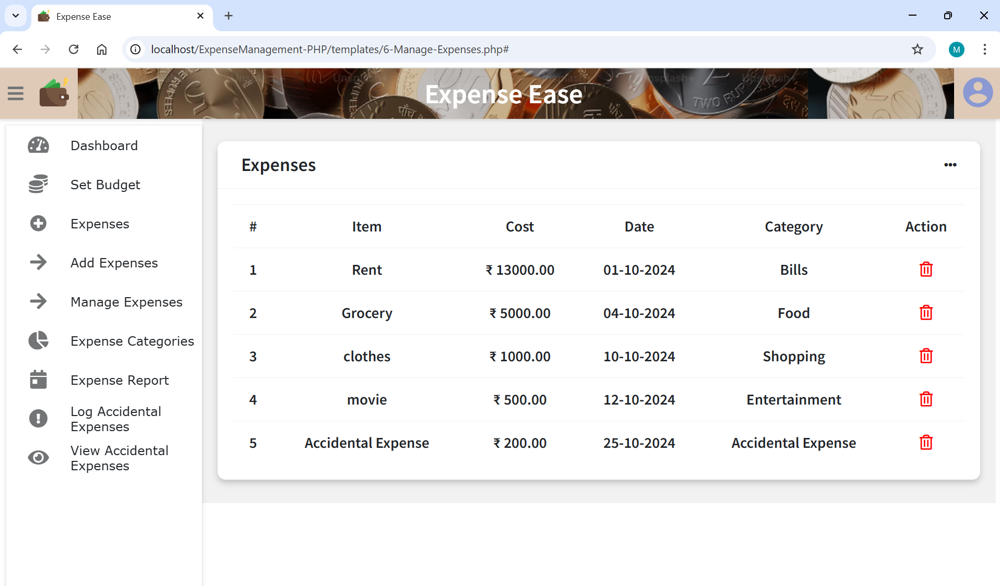 Expense Ease
localhost/ExpenseManagement-PHP/templates/6-Manage-Expenses.php#
M
Expense Ease
Dashboard
Set Budget
Expenses
Add Expenses
Manage Expenses
Expense Categories
Expense Report
Log Accidental
Expenses
View Accidental
Expenses
Expenses
# Item Cost Date Category Action
1 Rent ₹ 13000.00 01-10-2024 Bills
2 Grocery ₹ 5000.00 04-10-2024 Food
3 clothes ₹ 1000.00 10-10-2024 Shopping
4 movie ₹ 500.00 12-10-2024 Entertainment
5 Accidental Expense ₹ 200.00 25-10-2024 Accidental Expense